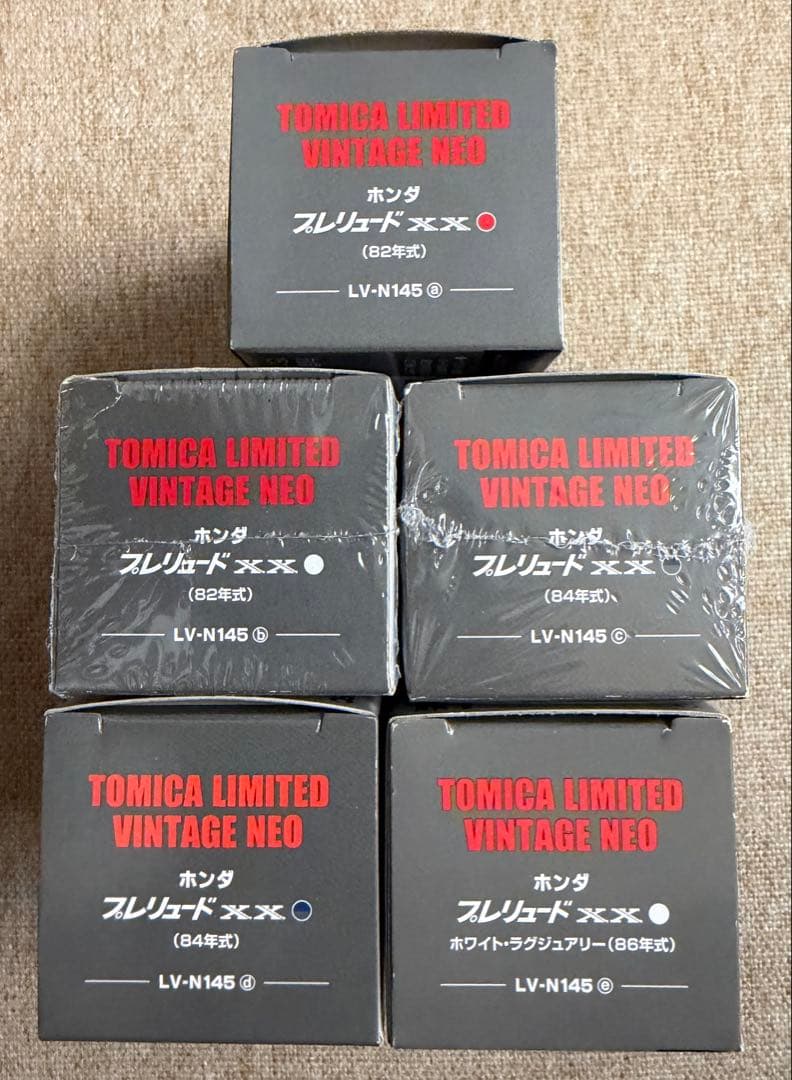 TOMICA LIMITED
VINTAGE NEO
ホンダ
プレリュード XX
(82年式)
LV-N145 ⓐ
TOMICA LIMITED
VINTAGE NEO
ホンダ
プレリュード XX
(82年式)
LV-N145 ⓑ
TOMICA LIMITED
VINTAGE NEO
ホンダ
プレリュード XX
(84年式)
LV-N145 ⓒ
TOMICA LIMITED
VINTAGE NEO
ホンダ
プレリュード XX
(84年式)
LV-N145 ⓓ
TOMICA LIMITED
VINTAGE NEO
ホンダ
プレリュード XX
ホワイト・ラグジュアリー(86年式)
LV-N145 ⓔ